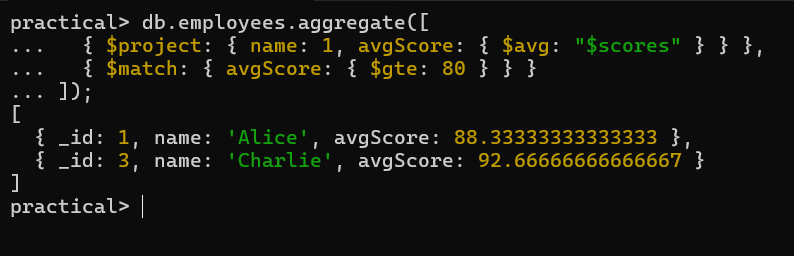 practical> db.employees.aggregate([
...   { $project: { name: 1, avgScore: { $avg: "$scores" } } },
...   { $match: { avgScore: { $gte: 80 } } }
... ]);
[
  { _id: 1, name: 'Alice', avgScore: 88.33333333333333 },
  { _id: 3, name: 'Charlie', avgScore: 92.66666666666667 }
]
practical>